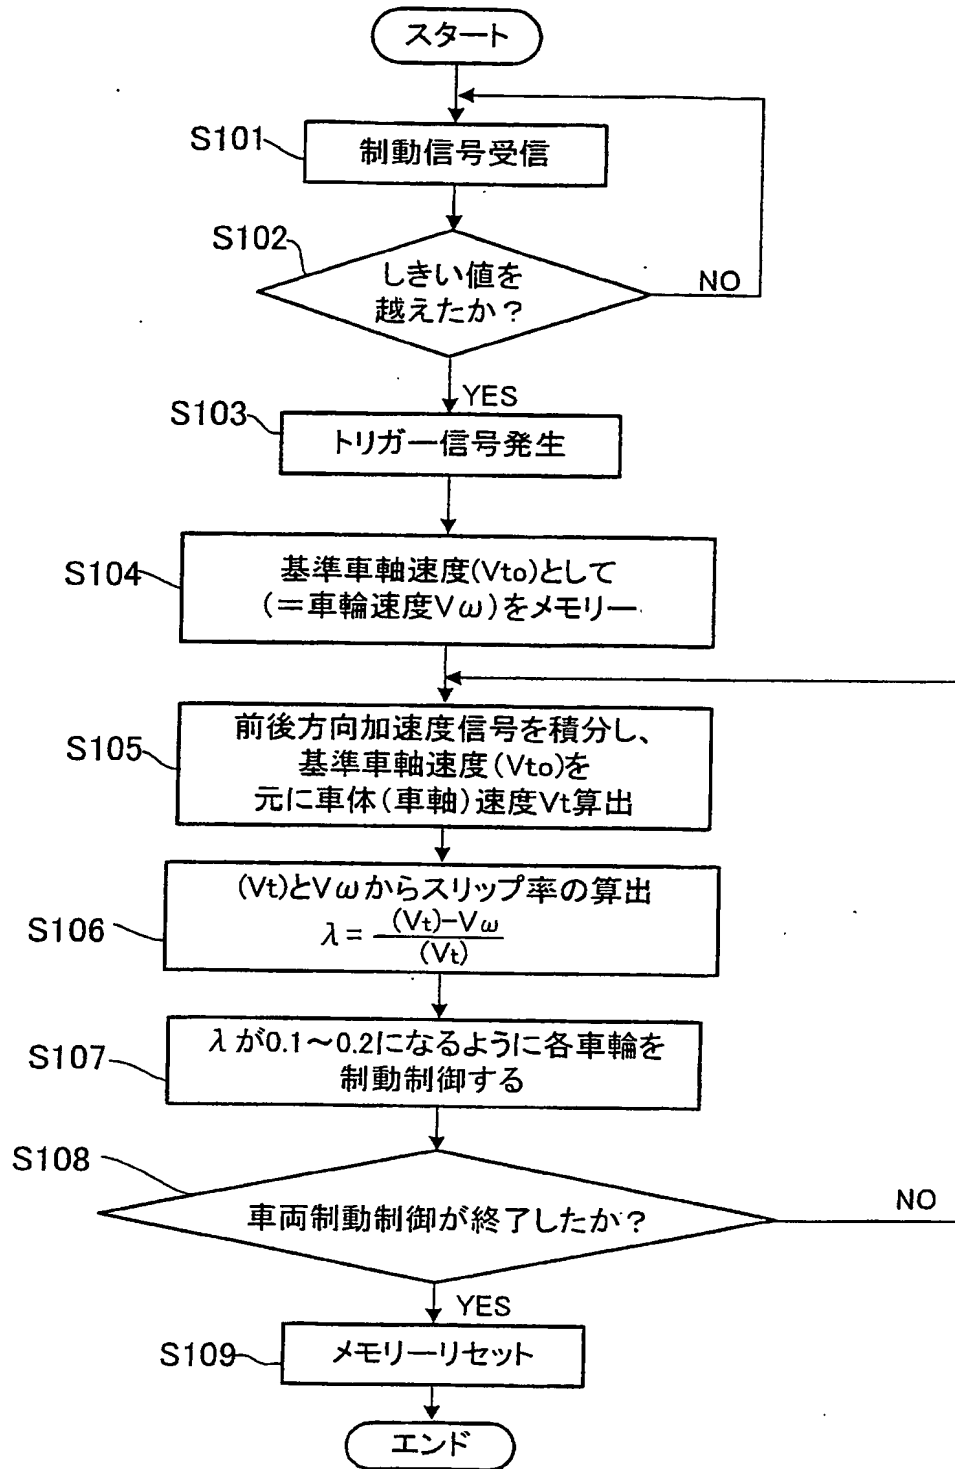 スタート
S101
制動信号受信
S102
しきい値を
越えたか？
NO
YES
S103
トリガー信号発生
S104
基準車軸速度(Vto)として
(＝車輪速度Vω)をメモリー
S105
前後方向加速度信号を積分し、
基準車軸速度(Vto)を
元に車体(車軸)速度Vt算出
S106
(Vt)とVωからスリップ率の算出
λ= (Vt)-Vω
(Vt)
S107
λが0.1～0.2になるように各車輪を
制動制御する
S108
車両制動制御が終了したか？
NO
YES
S109
メモリーリセット
エンド